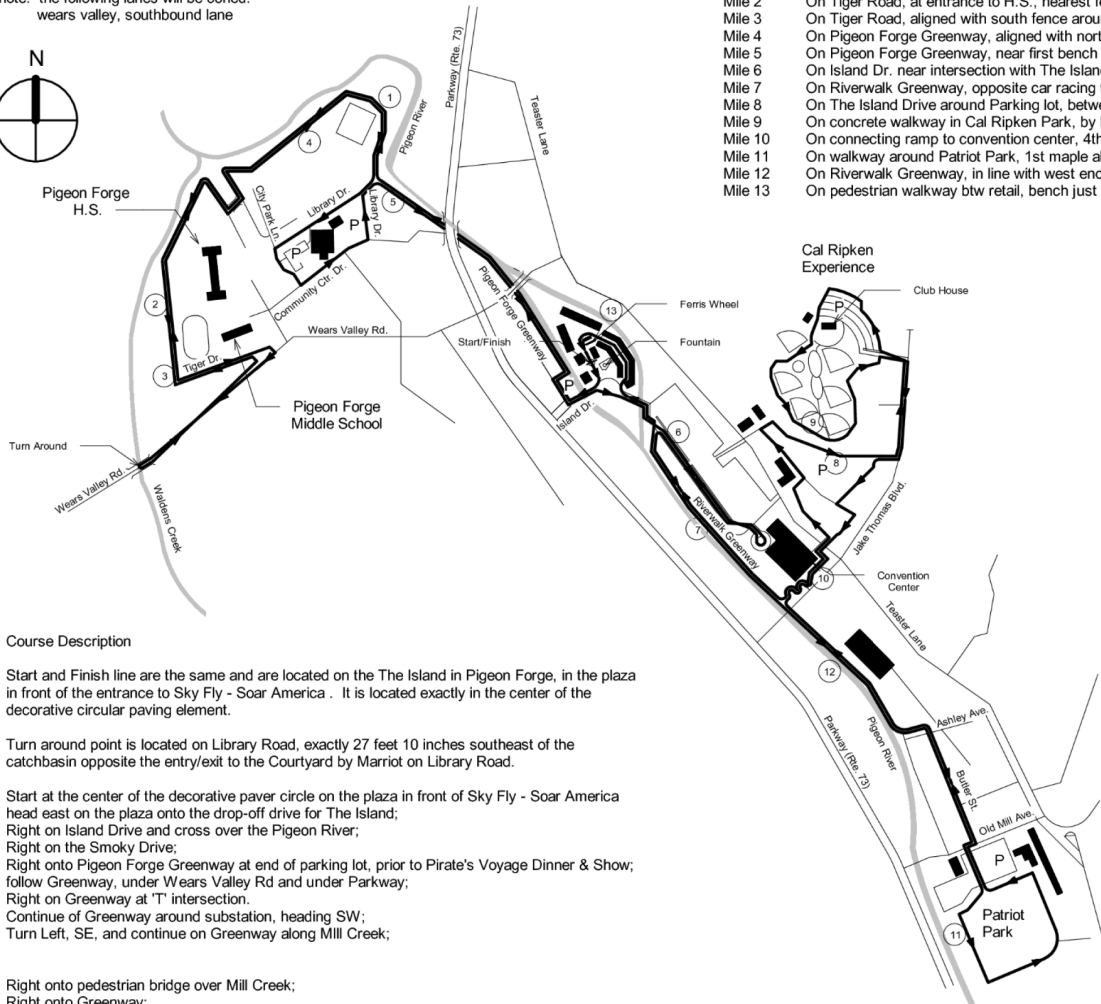 note: the following lanes will be coned:
wears valley, southbound lane
Mile 2 On Tiger Road, at entrance to H.S., nearest
Mile 3 On Tiger Road, aligned with south fence
Mile 4 On Pigeon Forge Greenway, aligned with
Mile 5 On Pigeon Forge Greenway, near first bench
Mile 6 On Island Dr. near intersection with The
Mile 7 On Riverwalk Greenway, opposite car racing
Mile 8 On The Island Drive around Parking lot,
Mile 9 On concrete walkway in Cal Ripken Park, by
Mile 10 On connecting ramp to convention center, 4th
Mile 11 On walkway around Patriot Park, 1st maple
Mile 12 On Riverwalk Greenway, in line with west
Mile 13 On pedestrian walkway btw retail, bench just
N
Parkway (Rte. 73)
Teaster Lane
Pigeon River
1
4
Pigeon Forge
H.S.
City Park Ln.
Library Dr.
Library Dr.
5
P
P
Community Ctr. Dr.
2
Wears Valley Rd.
Tiger Dr.
3
Pigeon Forge
Middle School
Turn Around
Wears Valley Rd.
Waldens Creek
Pigeon Forge Greenway
13
Ferris Wheel
Start/Finish
Fountain
P
Island Dr.
Cal Ripken
Experience
Club House
P
9
6
P
8
7
Riverwalk Greenway
Jake Thomas Blvd.
10
Convention
Center
Teaster Lane
12
Parkway (Rte. 73)
Pigeon River
Ashley Ave.
Butler St.
Old Mill Ave.
P
Patriot
Park
11
Course Description
Start and Finish line are the same and are located on the The Island in Pigeon Forge, in the plaza
in front of the entrance to Sky Fly - Soar America . It is located exactly in the center of the
decorative circular paving element.
Turn around point is located on Library Road, exactly 27 feet 10 inches southeast of the
catchbasin opposite the entry/exit to the Courtyard by Marriot on Library Road.
Start at the center of the decorative paver circle on the plaza in front of Sky Fly - Soar America
head east on the plaza onto the drop-off drive for The Island;
Right on Island Drive and cross over the Pigeon River;
Right on the Smoky Drive;
Right onto Pigeon Forge Greenway at end of parking lot, prior to Pirate's Voyage Dinner & Show;
follow Greenway, under Wears Valley Rd and under Parkway;
Right on Greenway at 'T' intersection.
Continue of Greenway around substation, heading SW;
Turn Left, SE, and continue on Greenway along MIll Creek;
Right onto pedestrian bridge over Mill Creek;
Right onto Greenway;